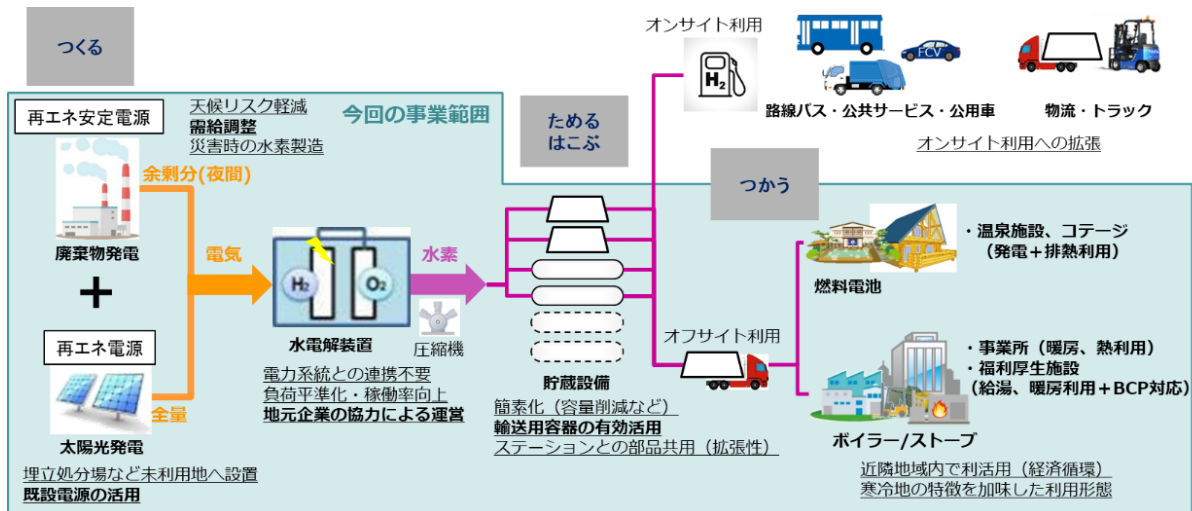 つくる
今回の事業範囲
再エネ安定電源
天候リスク軽減
需給調整
災害時の水素製造
余剰分(夜間)
廃棄物発電
+
再エネ電源
全量
太陽光発電
埋立処分場など未利用地へ設置
既設電源の活用
電気
H2
O2
水電解装置
電力系統との連携不要
負荷平準化・稼働率向上
地元企業の協力による運営
水素
圧縮機
ためる
はこぶ
貯蔵設備
簡素化（容量削減など）
輸送用容器の有効活用
ステーションとの部品共用（拡張性）
オンサイト利用
H2
FCV
路線バス・公共サービス・公用車
物流・トラック
オンサイト利用への拡張
つかう
オフサイト利用
燃料電池
・温泉施設、コテージ
（発電＋排熱利用）
ボイラー/ストーブ
・事業所（暖房、熱利用）
・福利厚生施設
（給湯、暖房利用＋BCP対応）
近隣地域内で利活用（経済循環）
寒冷地の特徴を加味した利用形態